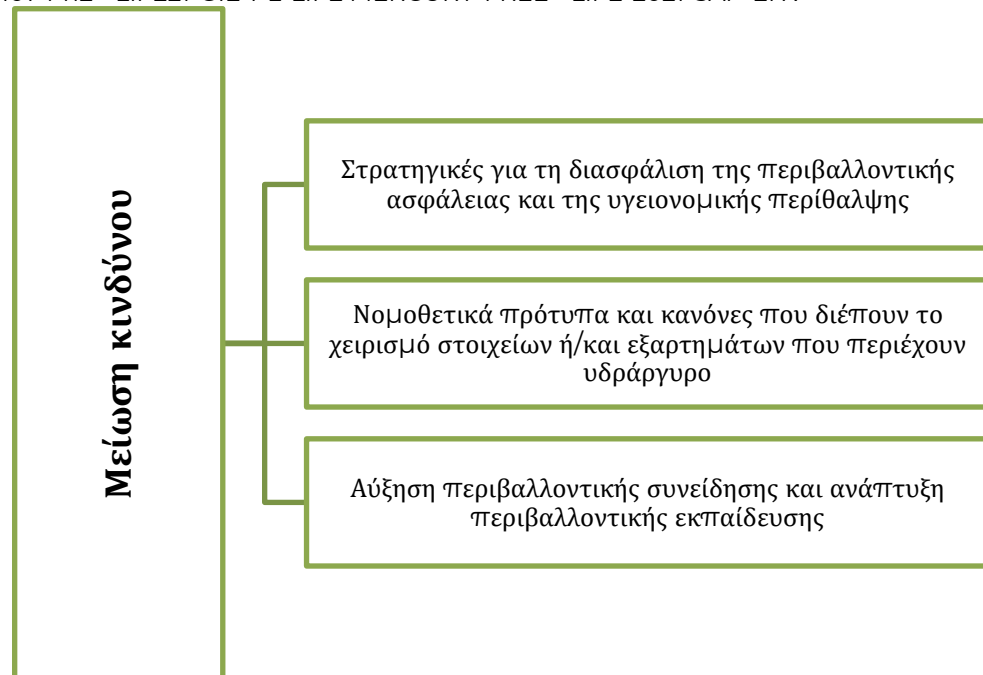 Μείωση κινδύνου
Στρατηγικές για τη διασφάλιση της περιβαλλοντικής
ασφάλειας και της υγειονομικής περίθαλψης
Νομοθετικά πρότυπα και κανόνες που διέπουν το
χειρισμό στοιχείων ή/και εξαρτημάτων που περιέχουν
υδράργυρο
Αύξηση περιβαλλοντικής συνείδησης και ανάπτυξη
περιβαλλοντικής εκπαίδευσης